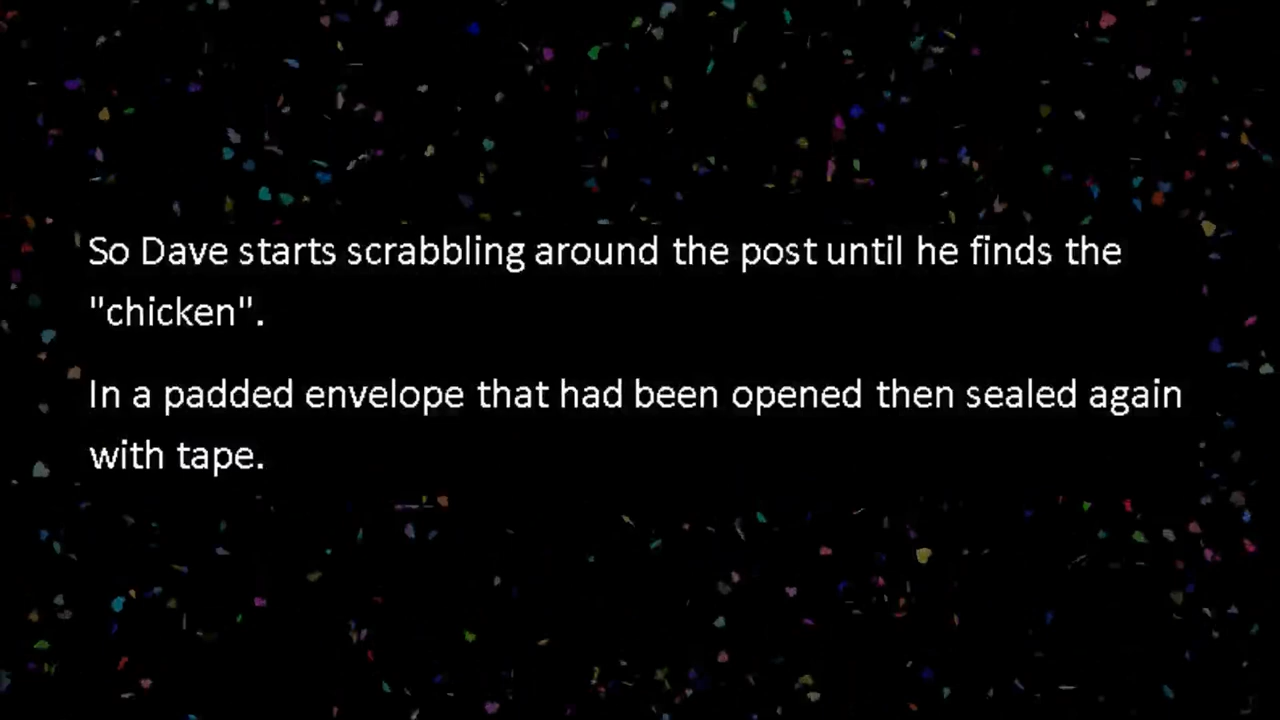 So Dave starts scrabbling around the post until he finds the
"chicken".
In a padded envelope that had been opened then sealed again
with tape.